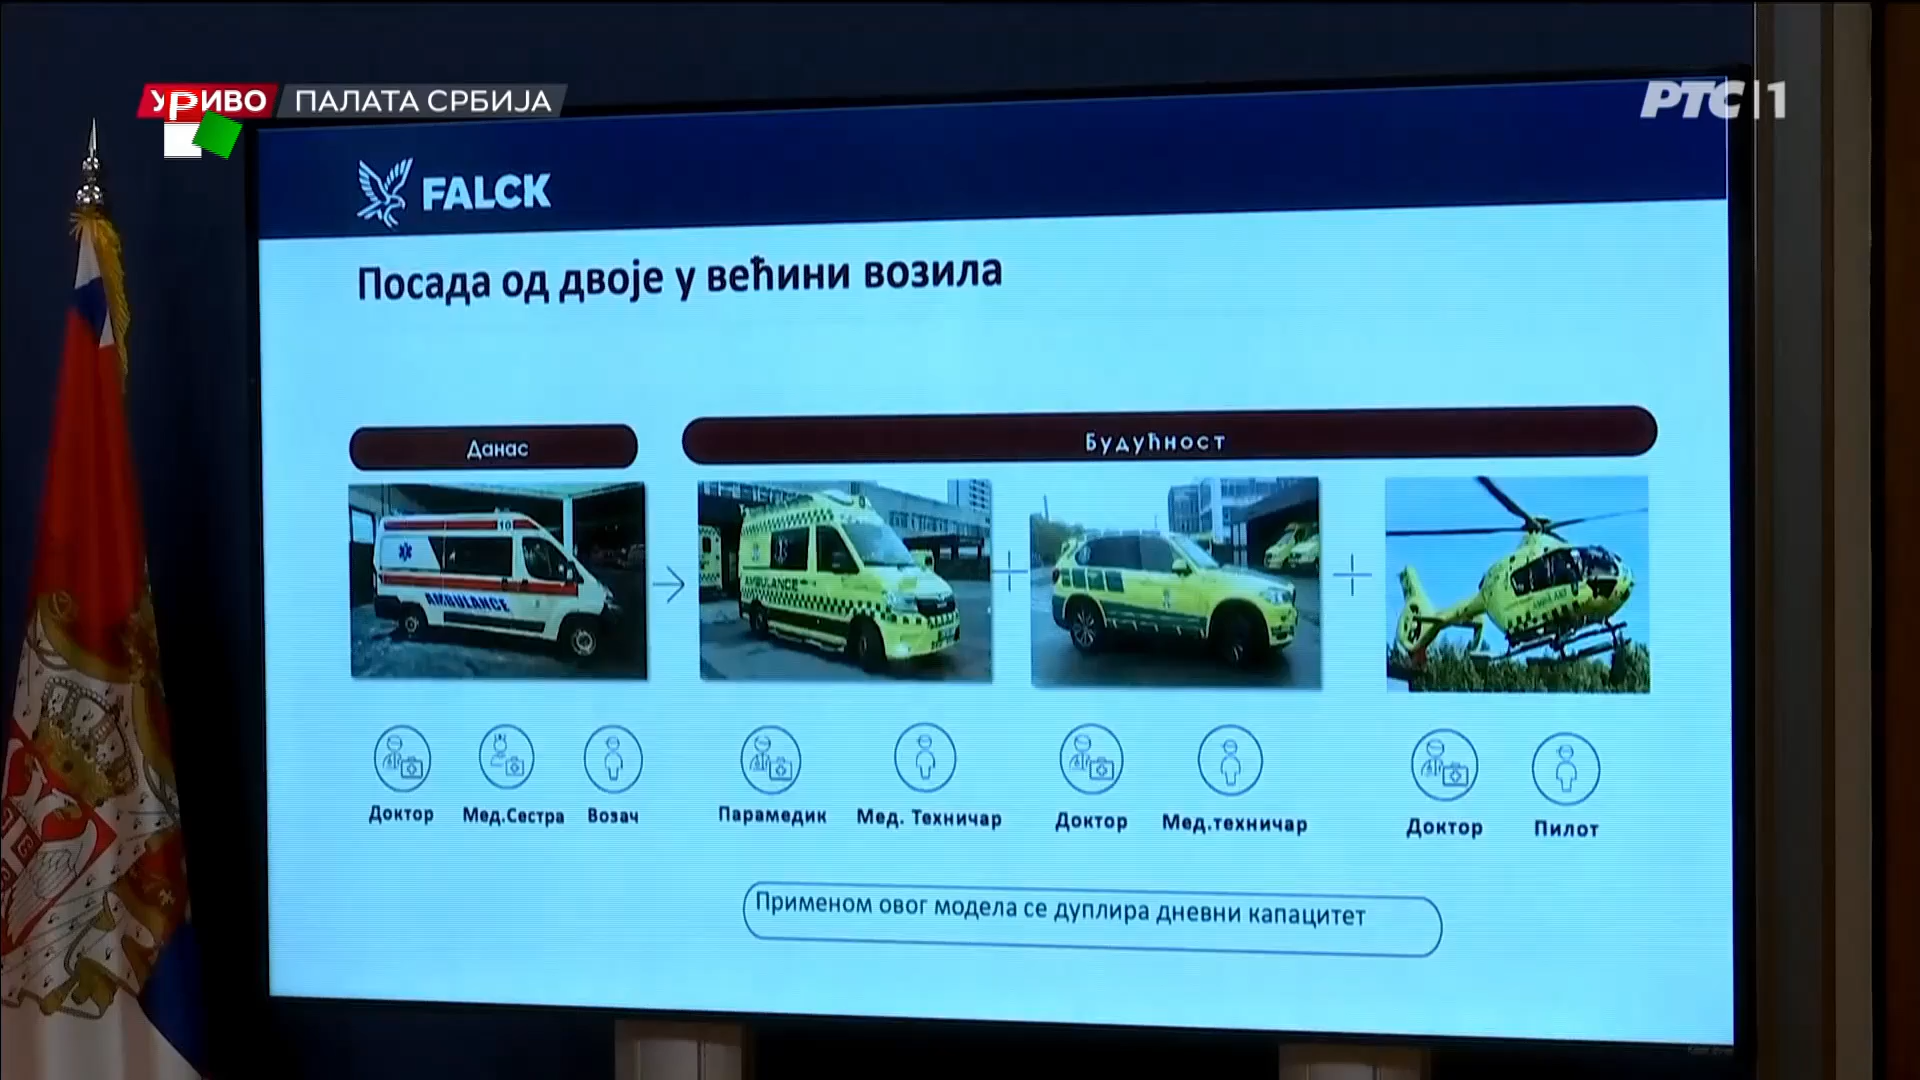 УЖИВО ПАЛАТА СРБИЈА
РТС|1
FALCK
Посада од двоје у већини возила
Данас
Будућност
10
AMBULANCE
AMBULANCE
Доктор Мед.Сестра Возач
Парамедик Мед. Техничар
Доктор Мед.техничар
Доктор Пилот
Применом овог модела се дуплира дневни капацитет